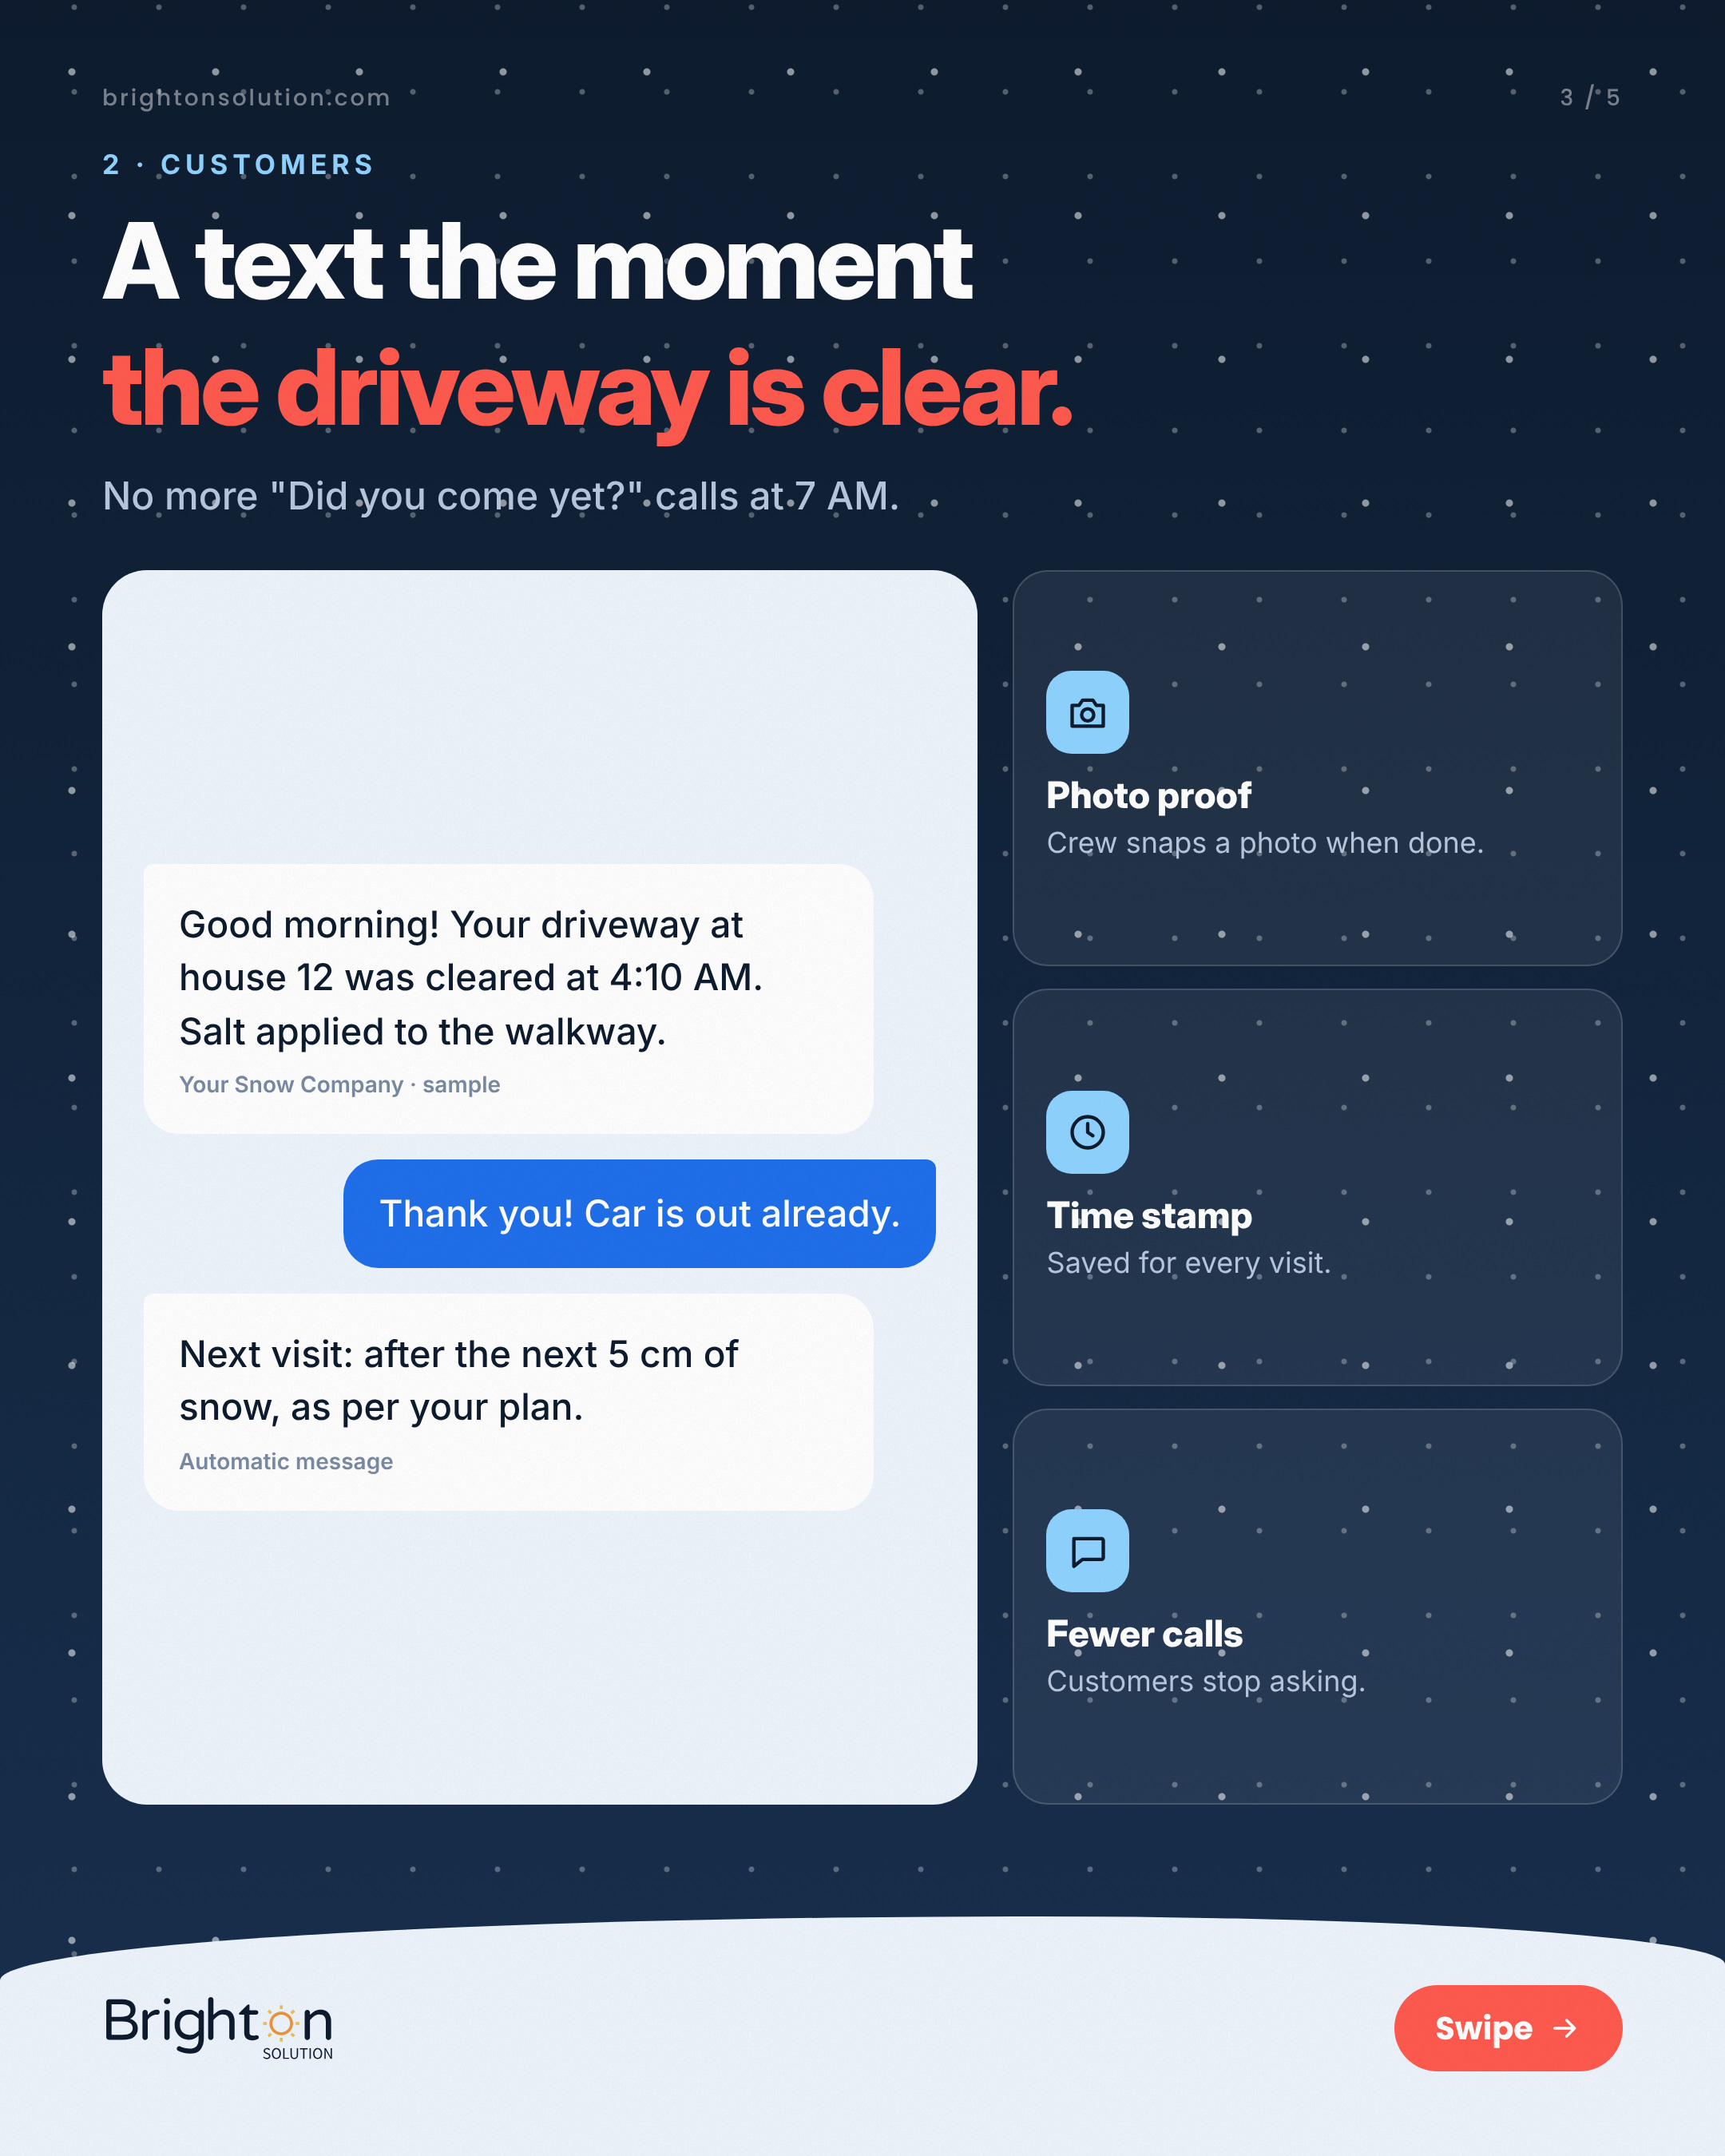 brightonsolution.com
3 / 5
2 · CUSTOMERS
A text the moment
the driveway is clear.
No more "Did you come yet?" calls at 7 AM.
Good morning! Your driveway at
house 12 was cleared at 4:10 AM.
Salt applied to the walkway.
Your Snow Company · sample
Thank you! Car is out already.
Next visit: after the next 5 cm of
snow, as per your plan.
Automatic message
Photo proof
Crew snaps a photo when done.
Time stamp
Saved for every visit.
Fewer calls
Customers stop asking.
Brighton
SOLUTION
Swipe →